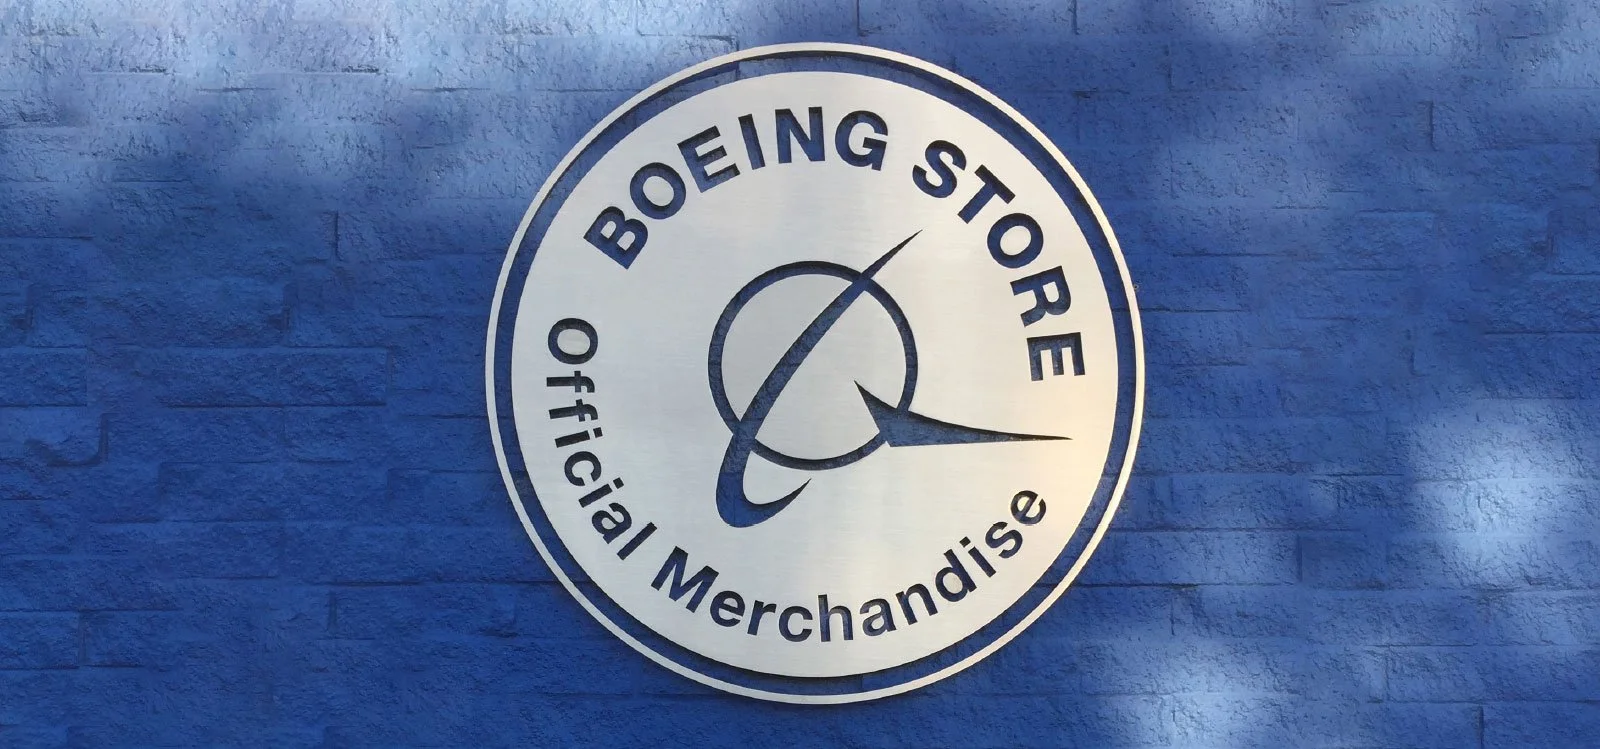 BOEING STORE
Official Merchandise